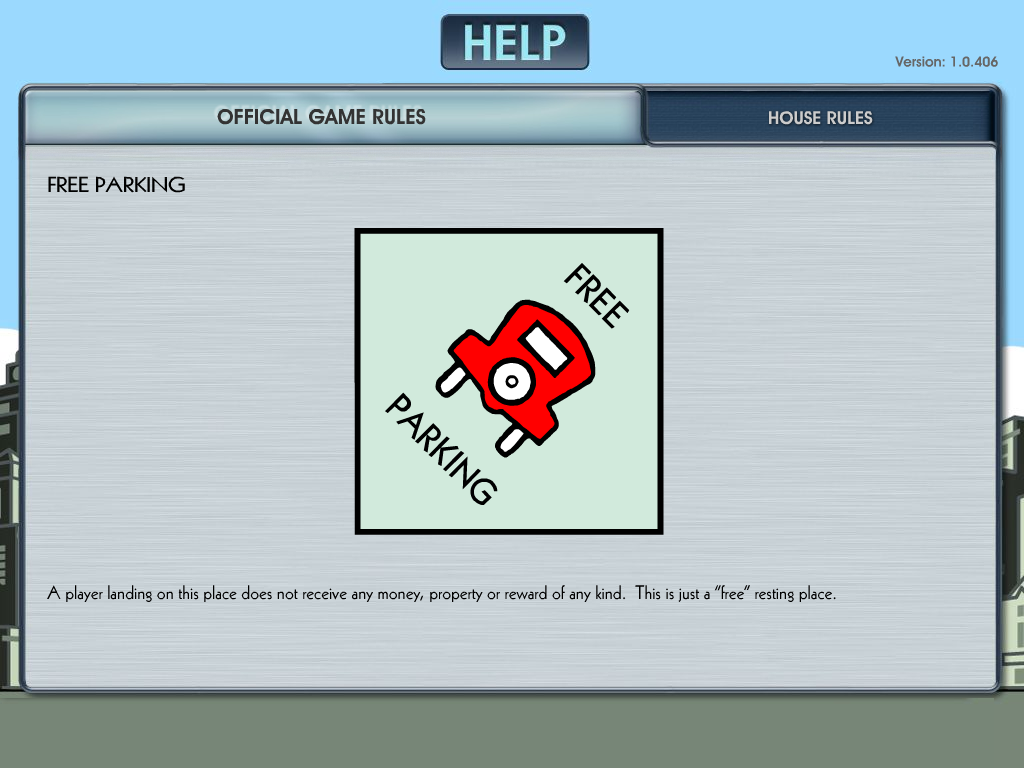 HELP
Version: 1.0.406
OFFICIAL GAME RULES
HOUSE RULES
FREE PARKING
FREE
PARKING
A player landing on this place does not receive any money, property or reward of any kind.  This is just a "free" resting place.